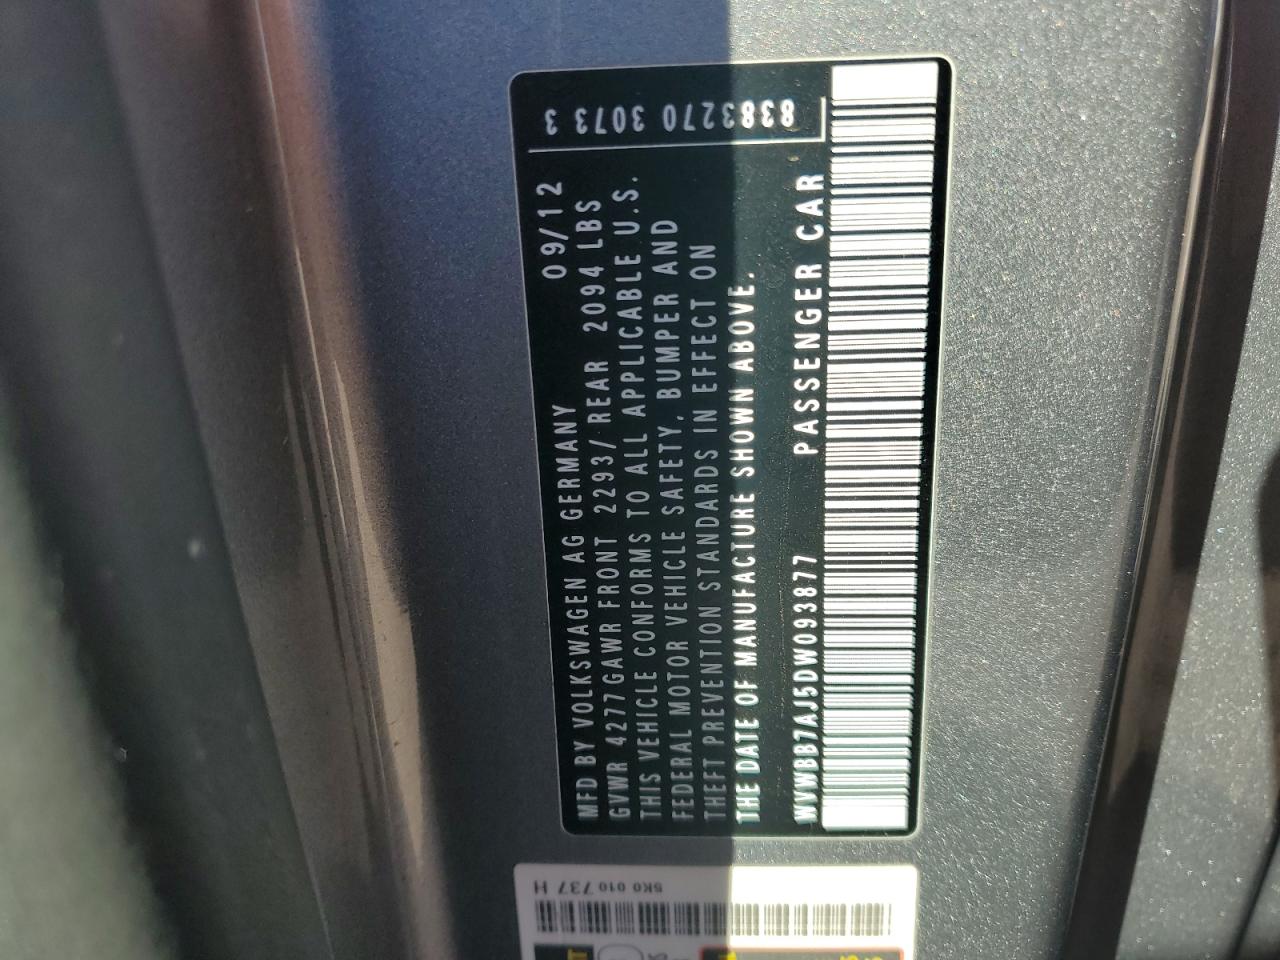 MFD BY VOLKSWAGEN AG GERMANY 09/12
GVWR 4277GAWR FRONT 2293/ REAR 2094 LBS
THIS VEHICLE CONFORMS TO ALL APPLICABLE U.S.
FEDERAL MOTOR VEHICLE SAFETY, BUMPER AND
THEFT PREVENTION STANDARDS IN EFFECT ON
THE DATE OF MANUFACTURE SHOWN ABOVE.
WVWBB7AJ5DW093877 PASSENGER CAR
8383270 3073 3
5K0 010 737 H